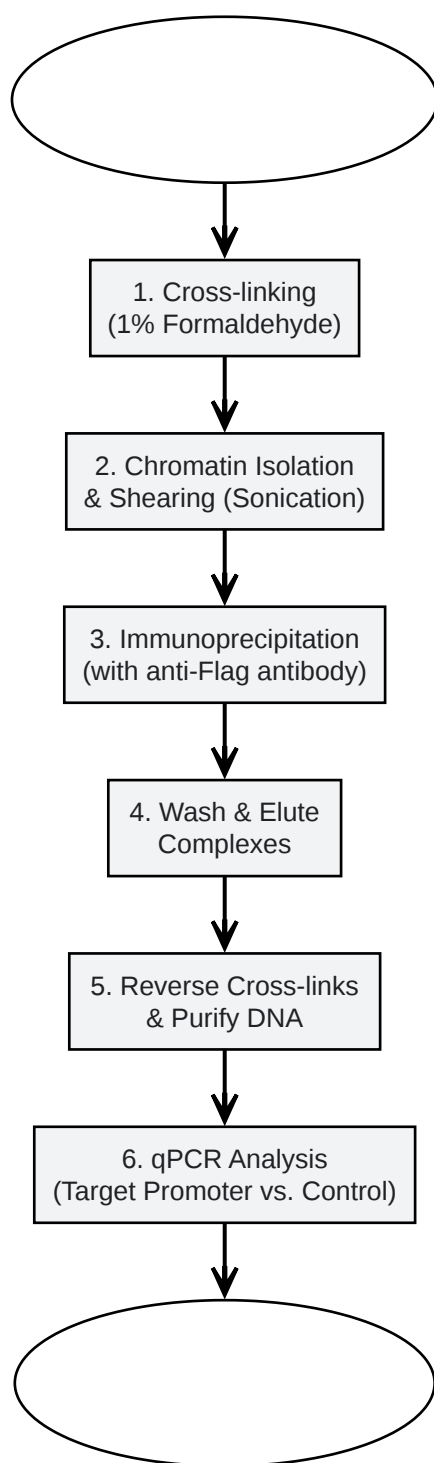 1. Cross-linking
(1% Formaldehyde)
2. Chromatin Isolation
& Shearing (Sonication)
3. Immunoprecipitation
(with anti-Flag antibody)
4. Wash & Elute
Complexes
5. Reverse Cross-links
& Purify DNA
6. qPCR Analysis
(Target Promoter vs. Control)